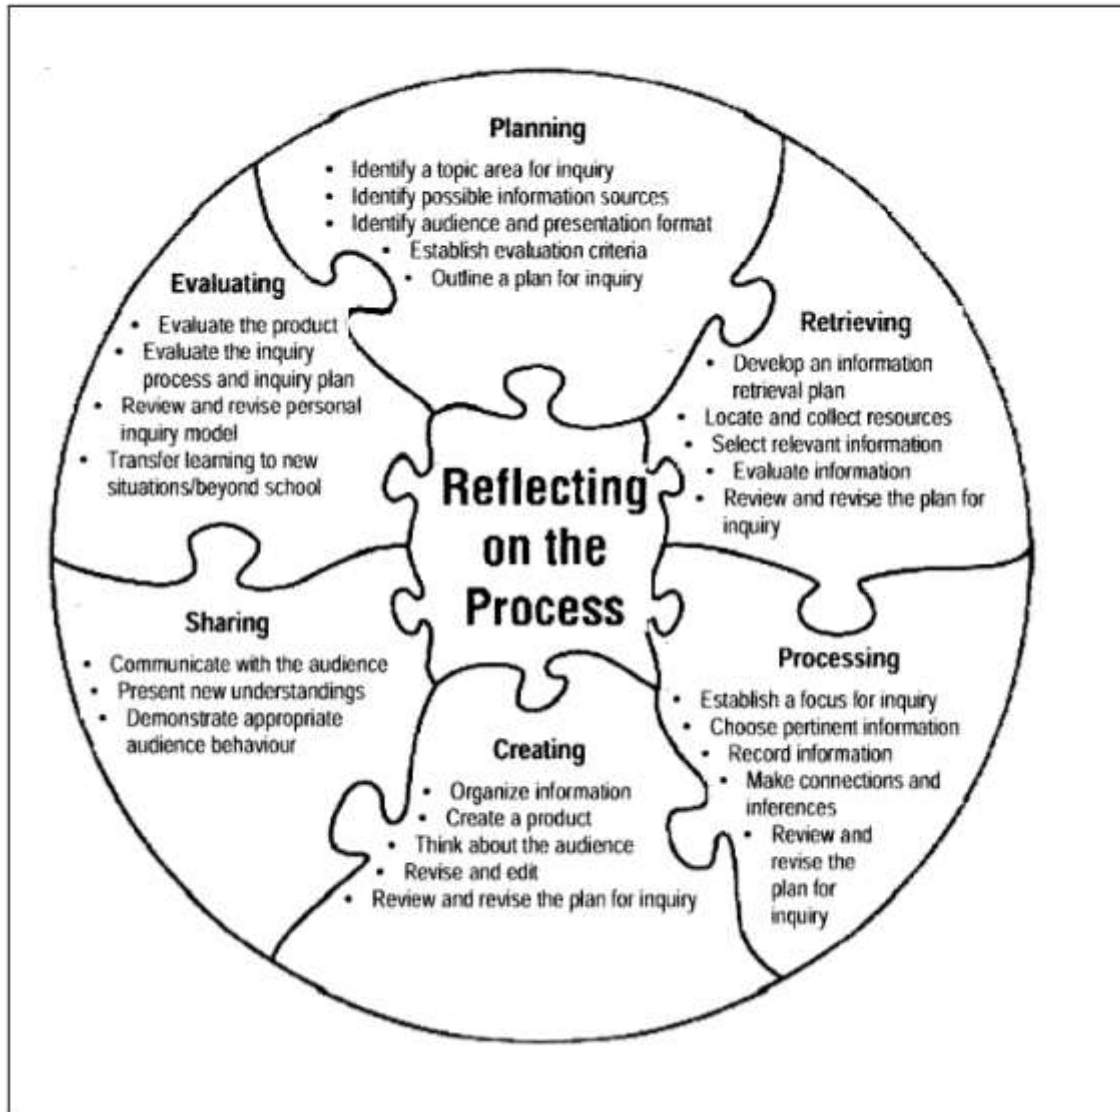 Planning
• Identify a topic area for inquiry
• Identify possible information sources
• Identify audience and presentation format
• Establish evaluation criteria
• Outline a plan for inquiry
Retrieving
• Develop an information
retrieval plan
• Locate and collect resources
• Select relevant information
• Evaluate information
• Review and revise the plan for
inquiry
Processing
• Establish a focus for inquiry
• Choose pertinent information
• Record information
• Make connections and
inferences
• Review and
revise the
plan for
inquiry
Creating
• Organize information
• Create a product
• Think about the audience
• Revise and edit
• Review and revise the plan for inquiry
Sharing
• Communicate with the audience
• Present new understandings
• Demonstrate appropriate
audience behaviour
Evaluating
• Evaluate the product
• Evaluate the inquiry
process and inquiry plan
• Review and revise personal
inquiry model
• Transfer learning to new
situations/beyond school
Reflecting
on the
Process